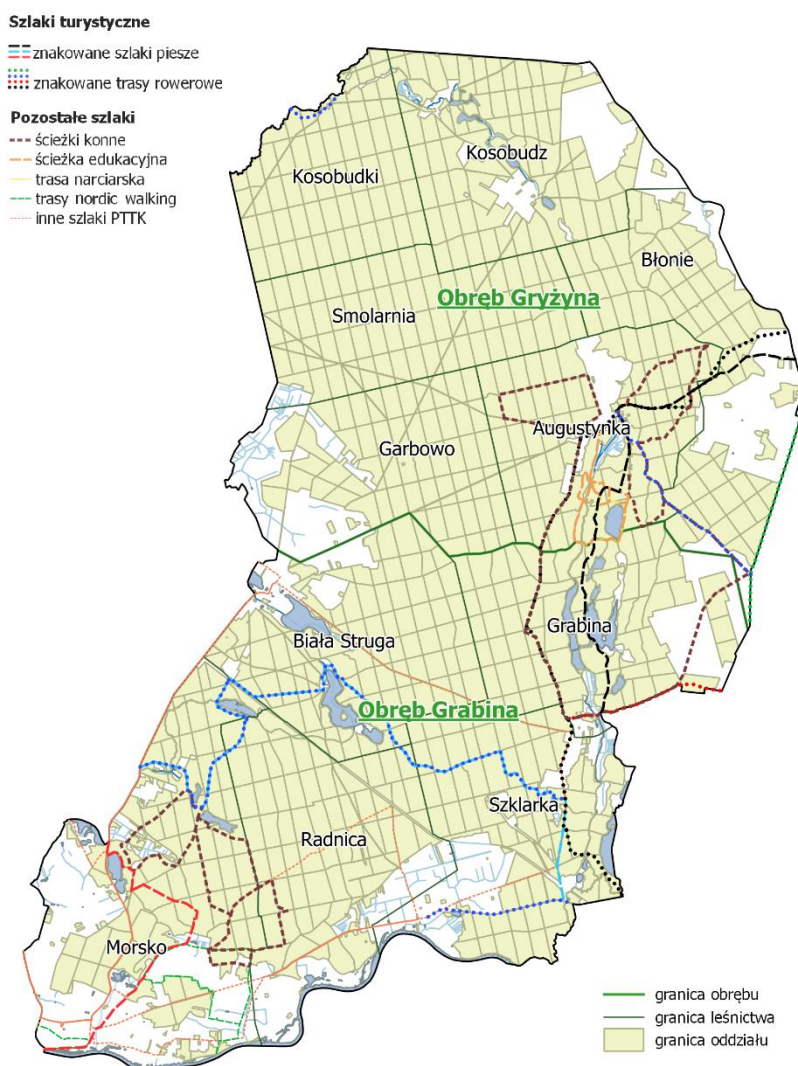 Szlaki turystyczne
znakowane szlaki piesze
znakowane trasy rowerowe
Pozostałe szlaki
ścieżki konne
ścieżka edukacyjna
trasa narciarska
trasy nordic walking
inne szlaki PTTK
Kosobudz
Kosobudki
Błonie
Obręb Gryżyna
Smolarnia
Augustynka
Garbowo
Grabina
Biała Struga
Obręb Grabina
Szklarka
Radnica
Morsko
granica obrębu
granica leśnictwa
granica oddziału